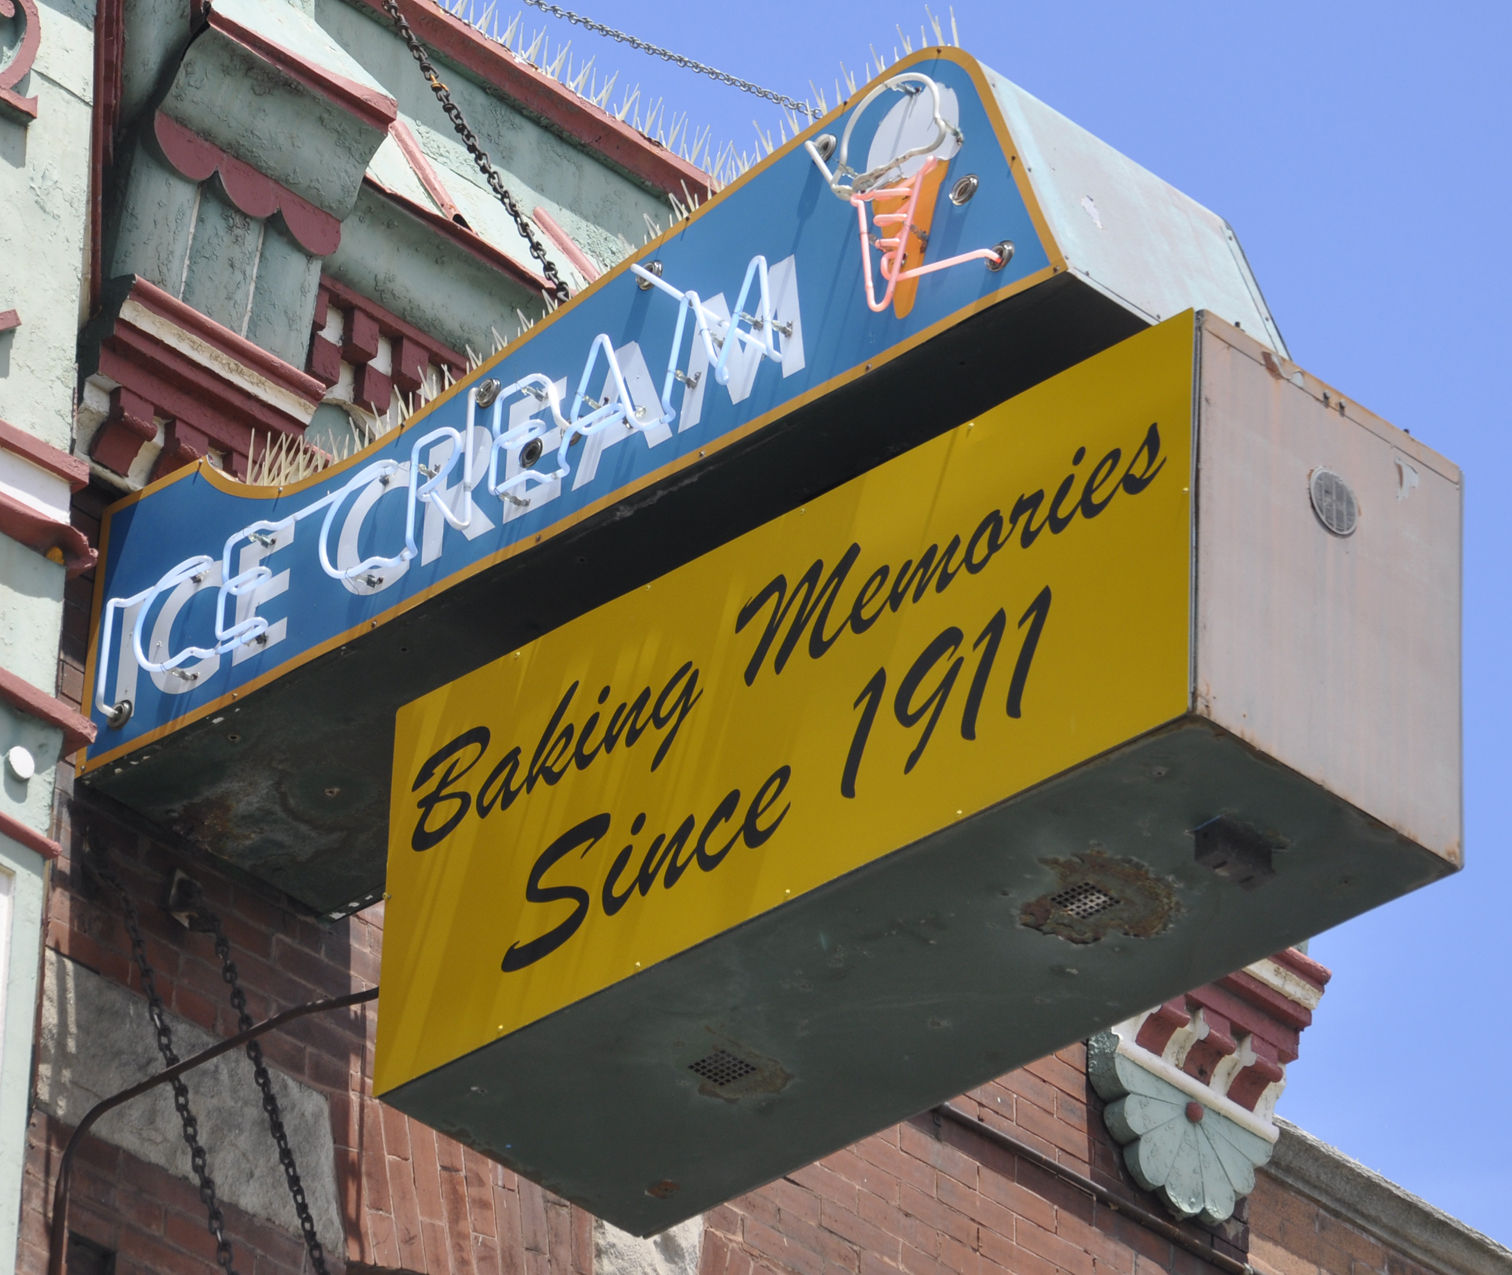 ICE CREAM
Baking Memories
Since 1911